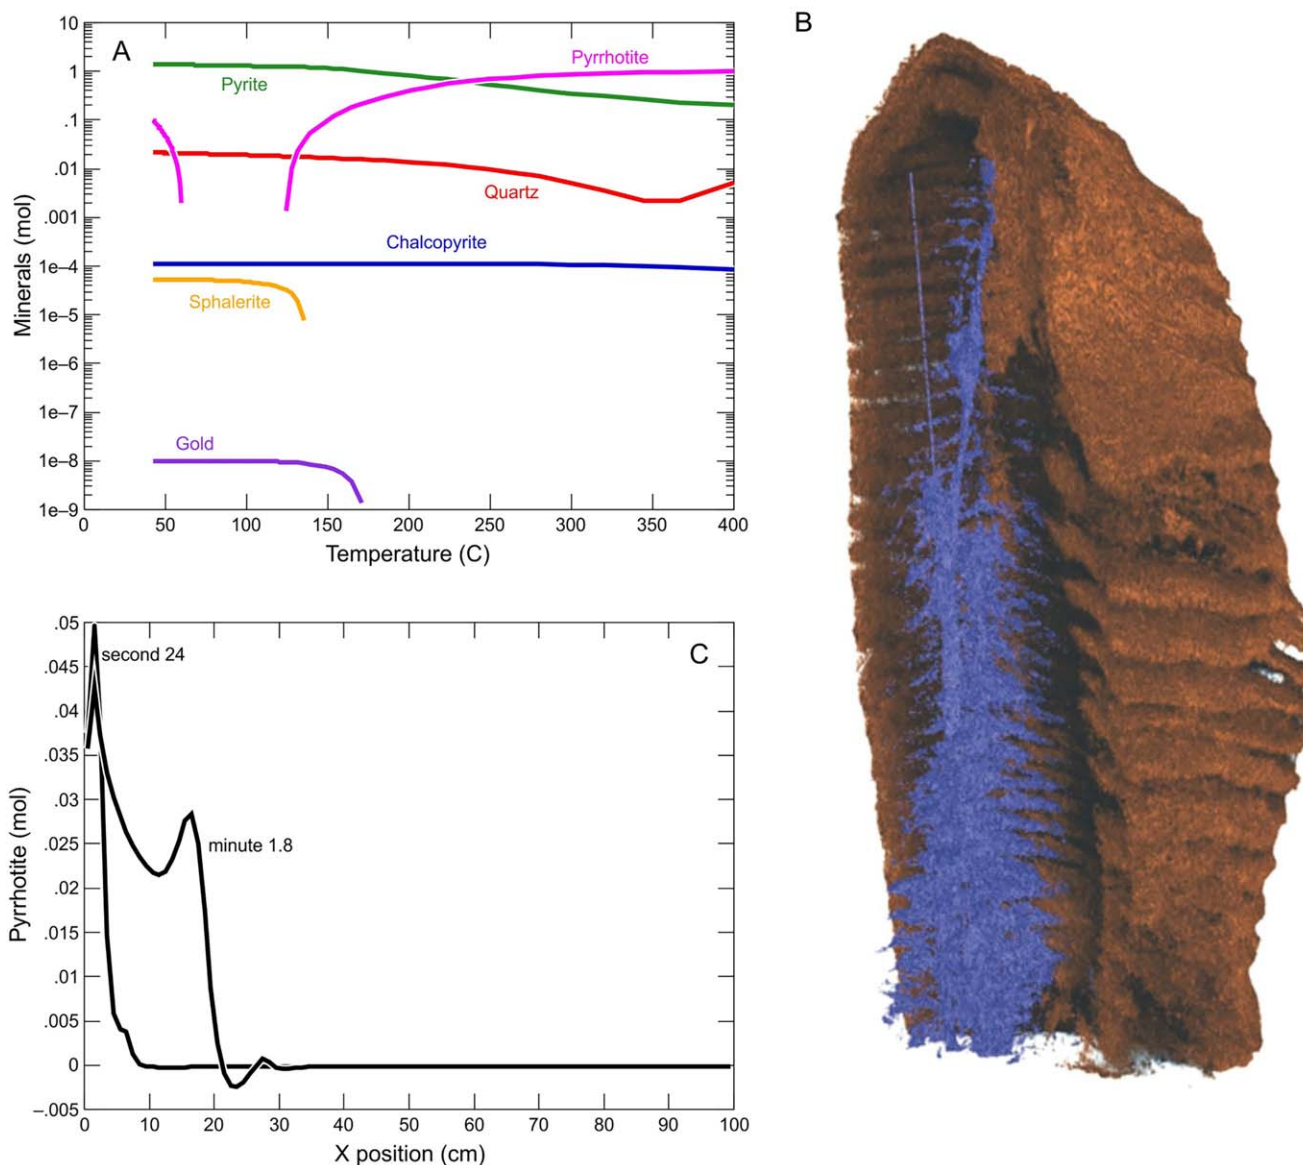 A
B
10
1
.1
.01
.001
1e–4
1e–5
1e–6
1e–7
1e–8
1e–9
Minerals (mol)
Pyrrhotite
Pyrite
Quartz
Chalcopyrite
Sphalerite
Gold
0 50 100 150 200 250 300 350 400
Temperature (C)
C
.05
.045
.04
.035
.03
.025
.02
.015
.01
.005
0
–.005
Pyrrhotite (mol)
second 24
minute 1.8
0 10 20 30 40 50 60 70 80 90 100
X position (cm)